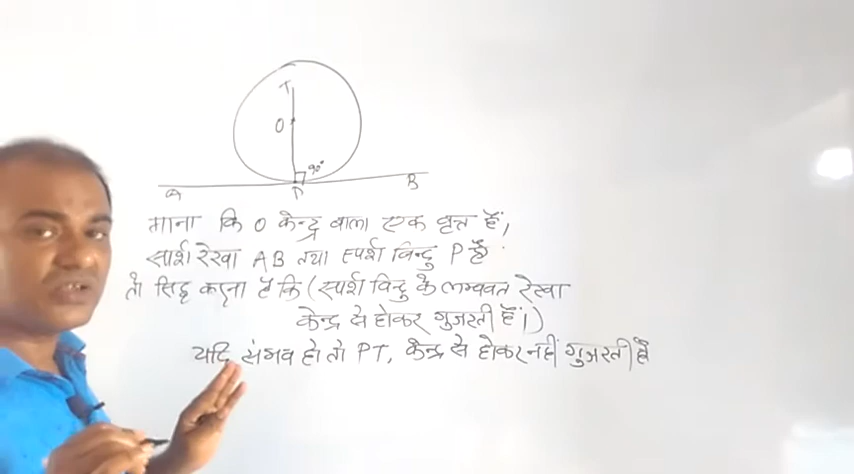 T
O
90°
A
P
B
माना कि O केन्द्र वाला एक वृत्त हैं,
स्पर्श रेखा AB तथा स्पर्श विन्दु P हैं
तो सिद्ध करना है कि (स्पर्श विन्दु के लम्बवत रेखा
केन्द्र से होकर गुजरती हैं।)
यदि संभव हो तो PT, केन्द्र से होकर नहीं गुजरती हैं